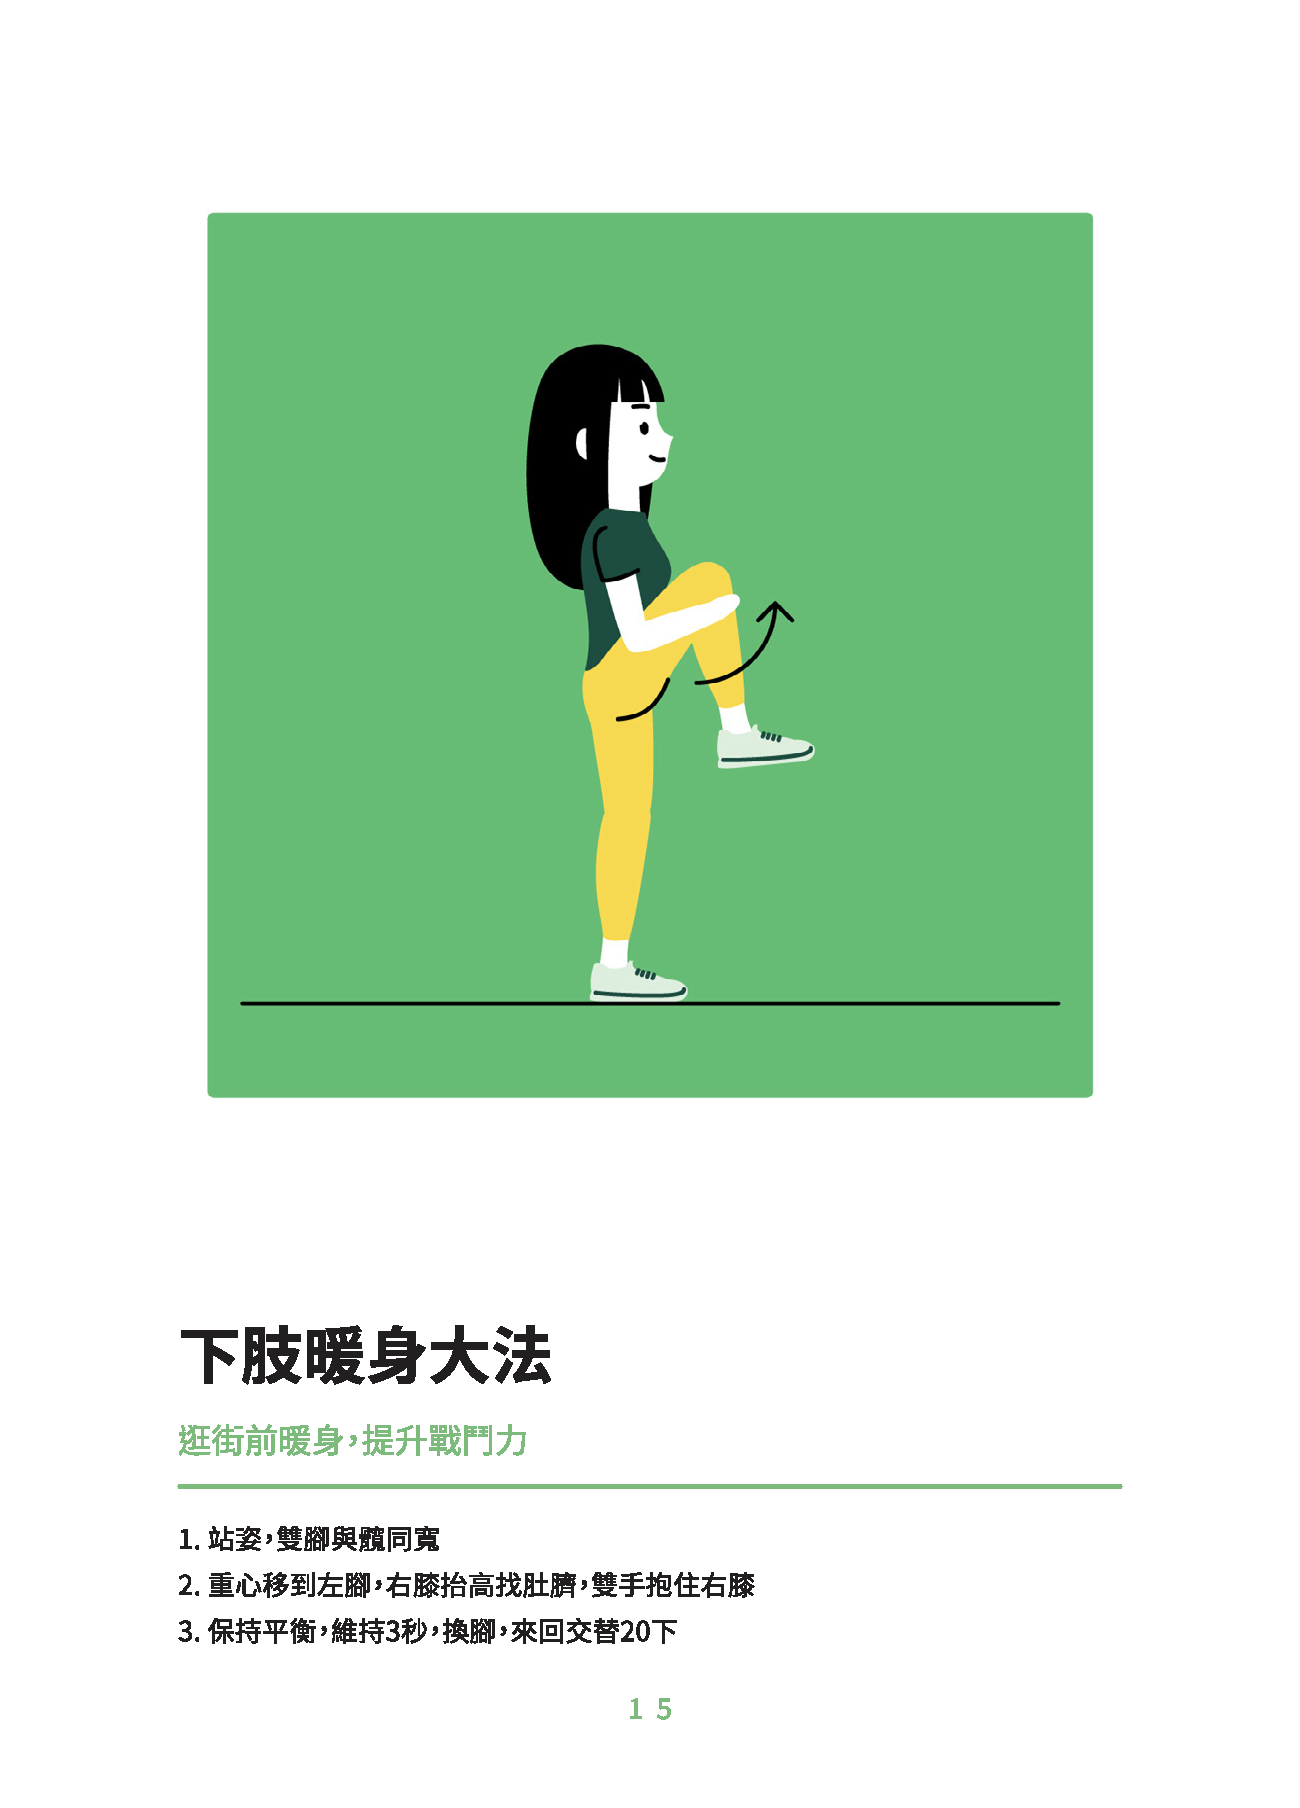 下肢暖身大法
逛街前暖身，提升戰鬥力
1. 站姿，雙腳與髖同寬
2. 重心移到左腳，右膝抬高找肚臍，雙手抱住右膝
3. 保持平衡，維持3秒，換腳，來回交替20下
15